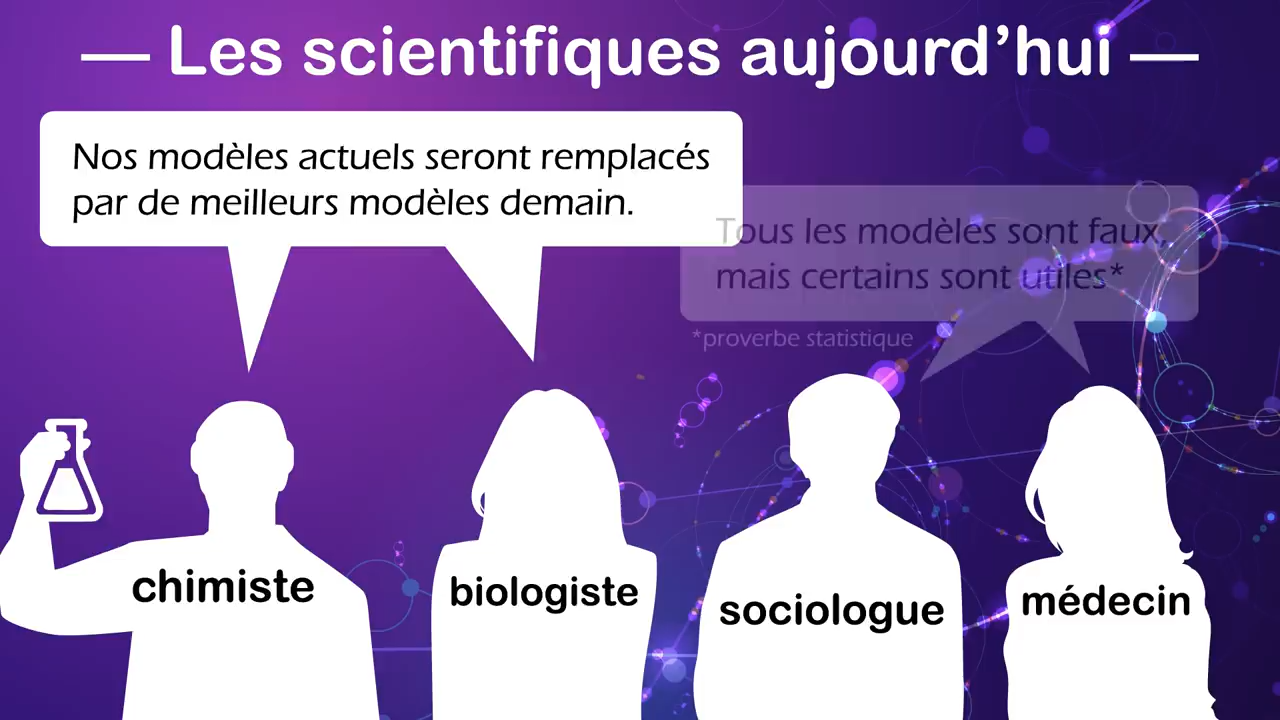 — Les scientifiques aujourd’hui —
Nos modèles actuels seront remplacés
par de meilleurs modèles demain.
Tous les modèles sont faux,
mais certains sont utiles*
*proverbe statistique
chimiste
biologiste
sociologue
médecin